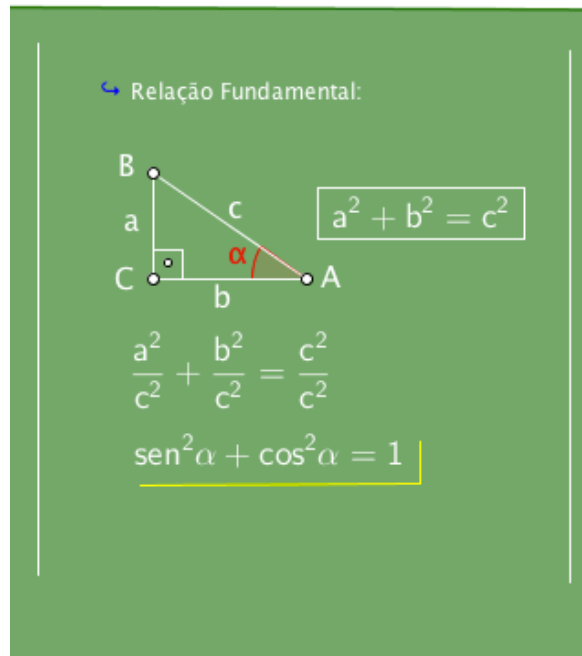 ↪ Relação Fundamental:
B
a
c
a² + b² = c²
α
C
A
b
a²/c² + b²/c² = c²/c²
sen²α + cos²α = 1